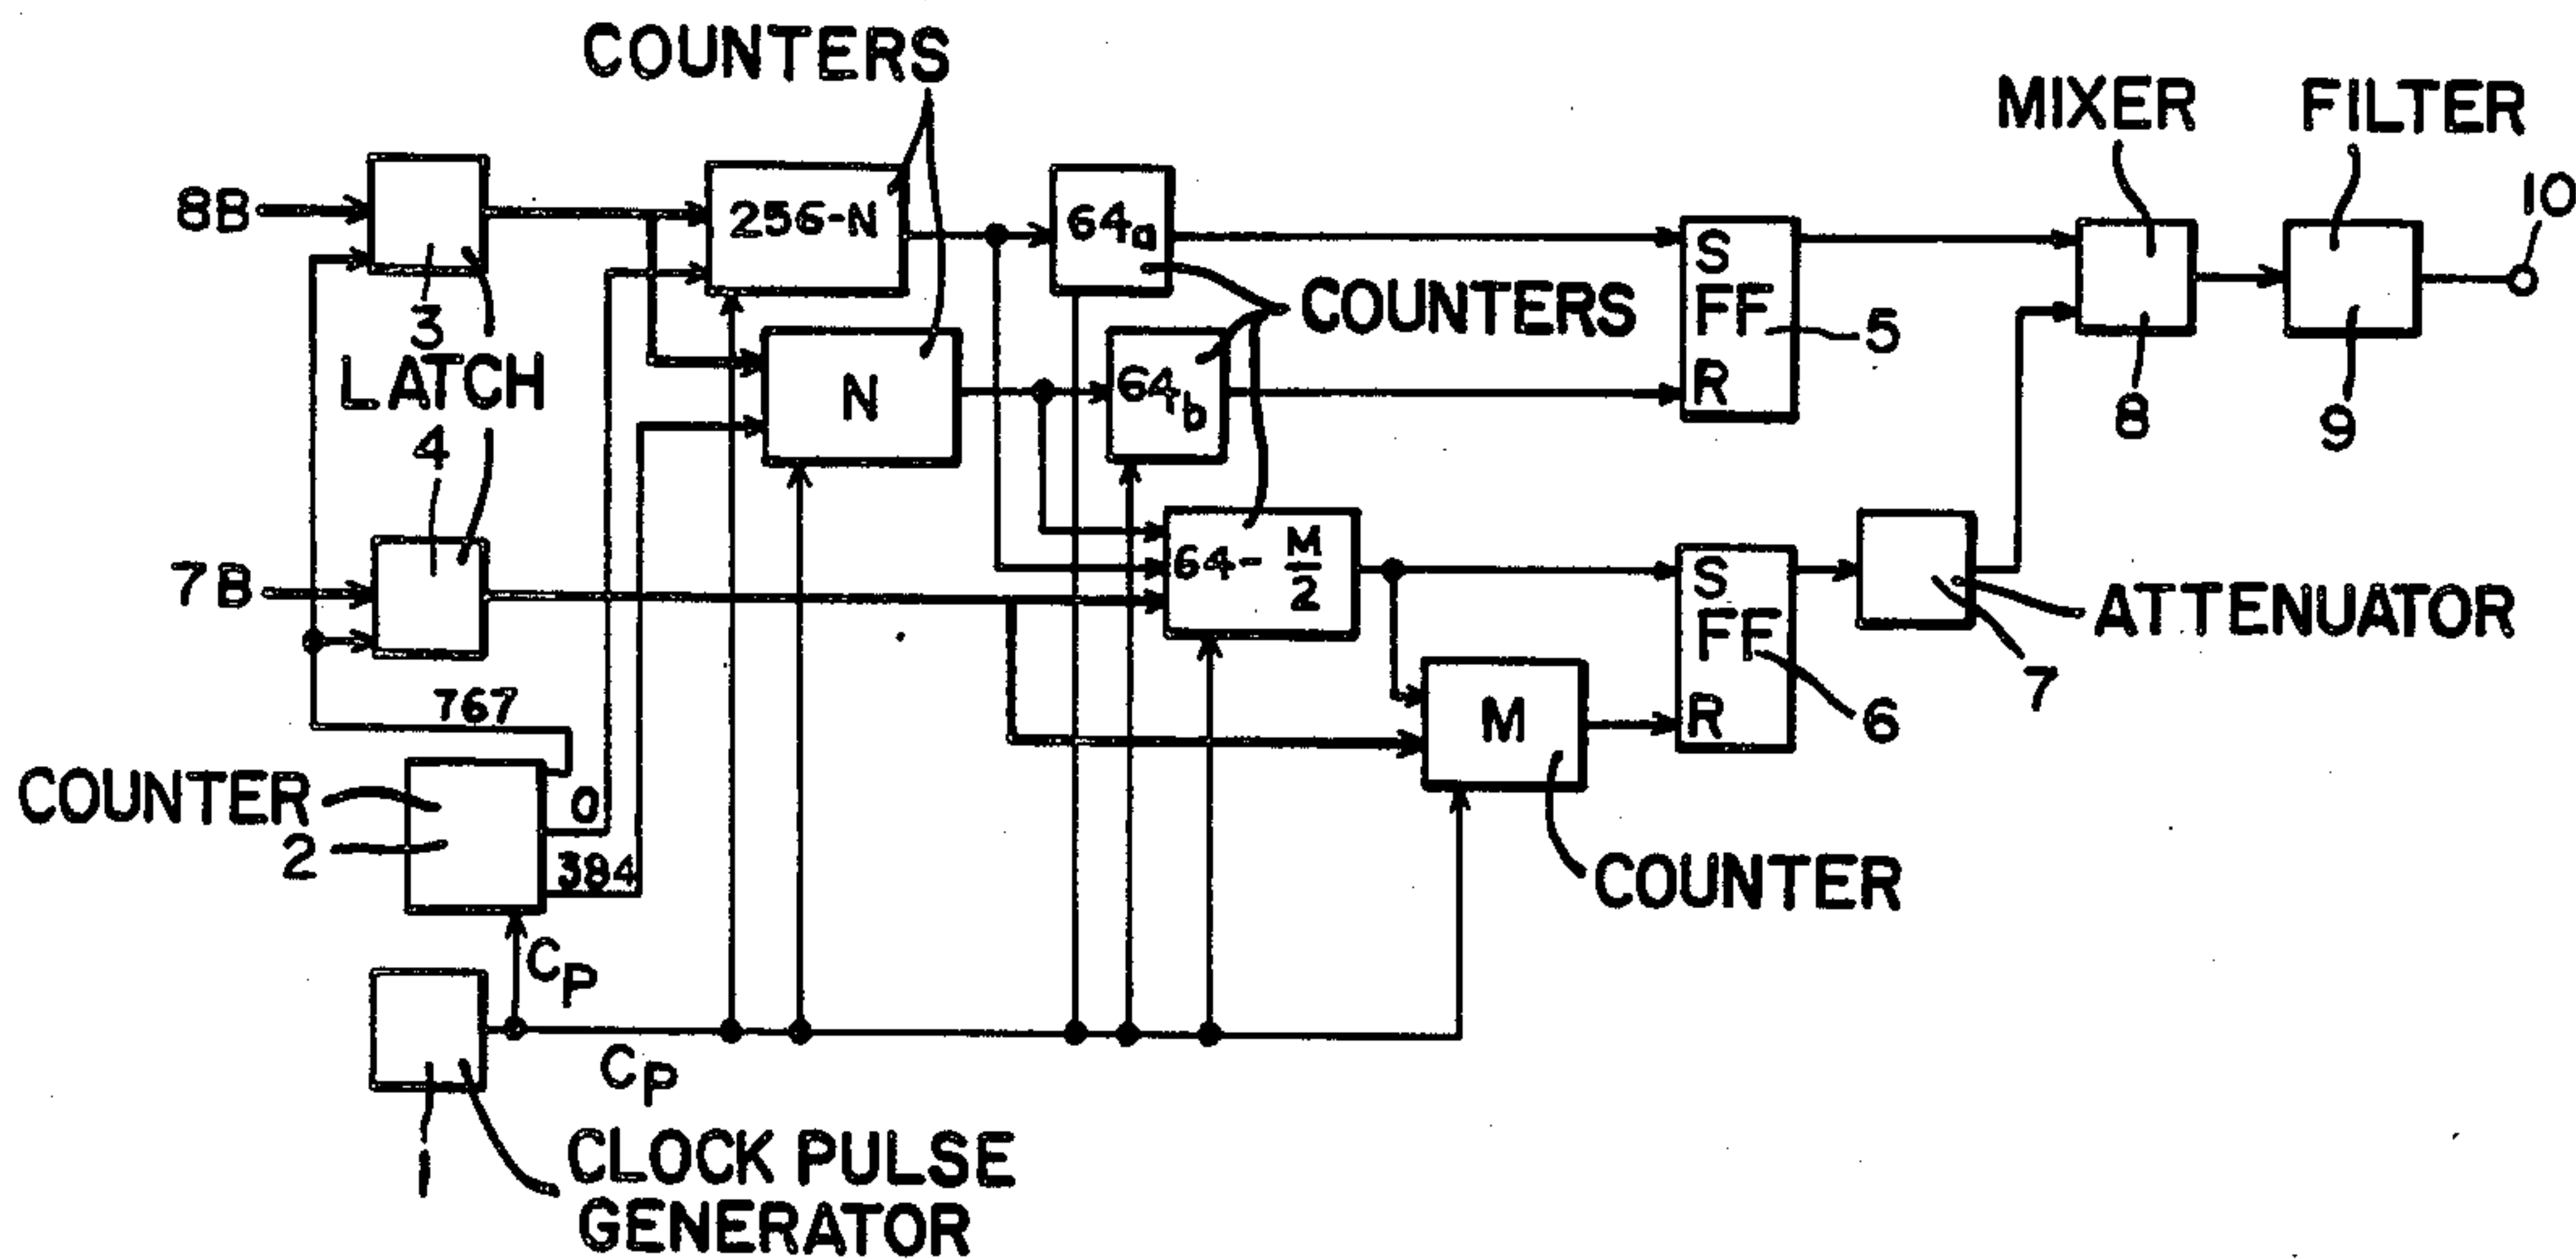 COUNTERS
MIXER
FILTER
10
8B
256-N
64a
3
LATCH
4
N
64b
COUNTERS
S
FF
R
5
8
9
7B
64- M/2
S
FF
R
6
7
ATTENUATOR
767
M
COUNTER
2
0
384
COUNTER
CP
CP
1
CLOCK PULSE
GENERATOR